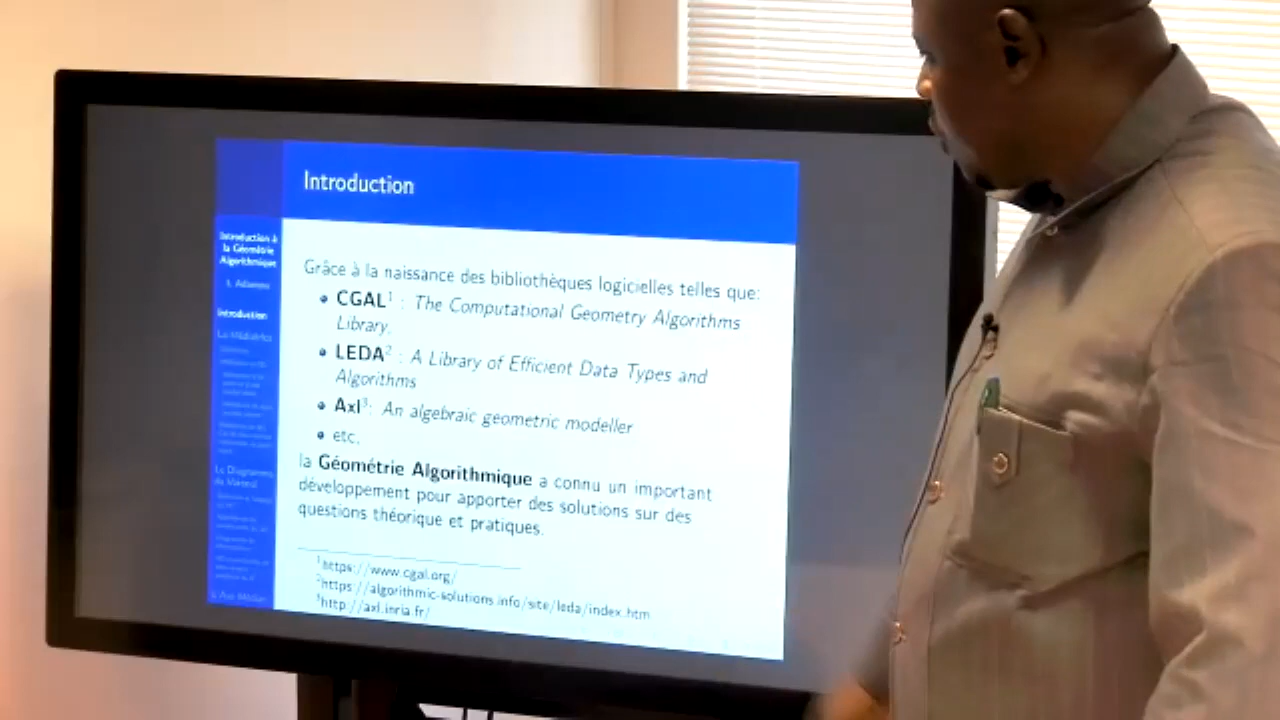 Introduction
Introduction à
la Géométrie
Algorithmique
Introduction
La Médiatrice
Le Diagramme
de Voronoï
L'Axe Médian
Grâce à la naissance des bibliothèques logicielles telles que:
CGAL1 : The Computational Geometry Algorithms
Library.
LEDA2 : A Library of Efficient Data Types and
Algorithms
Axl3: An algebraic geometric modeller
etc.
la Géométrie Algorithmique a connu un important
développement pour apporter des solutions sur des
questions théorique et pratiques.
1https://www.cgal.org/
2https://algorithmic-solutions.info/site/leda/index.htm
3http://axl.inria.fr/